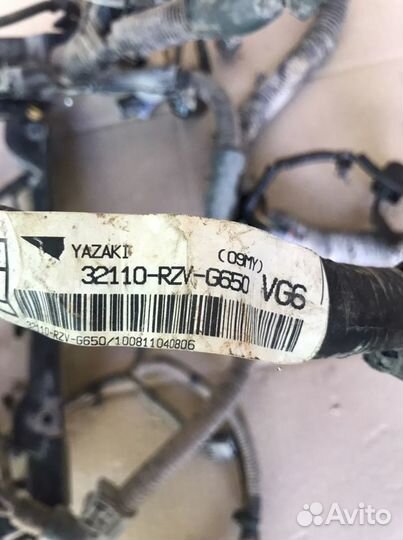 YAZAKI (09MY)
32110-RZV-G650 VG6
32110-RZV-G650/100811040806
Avito